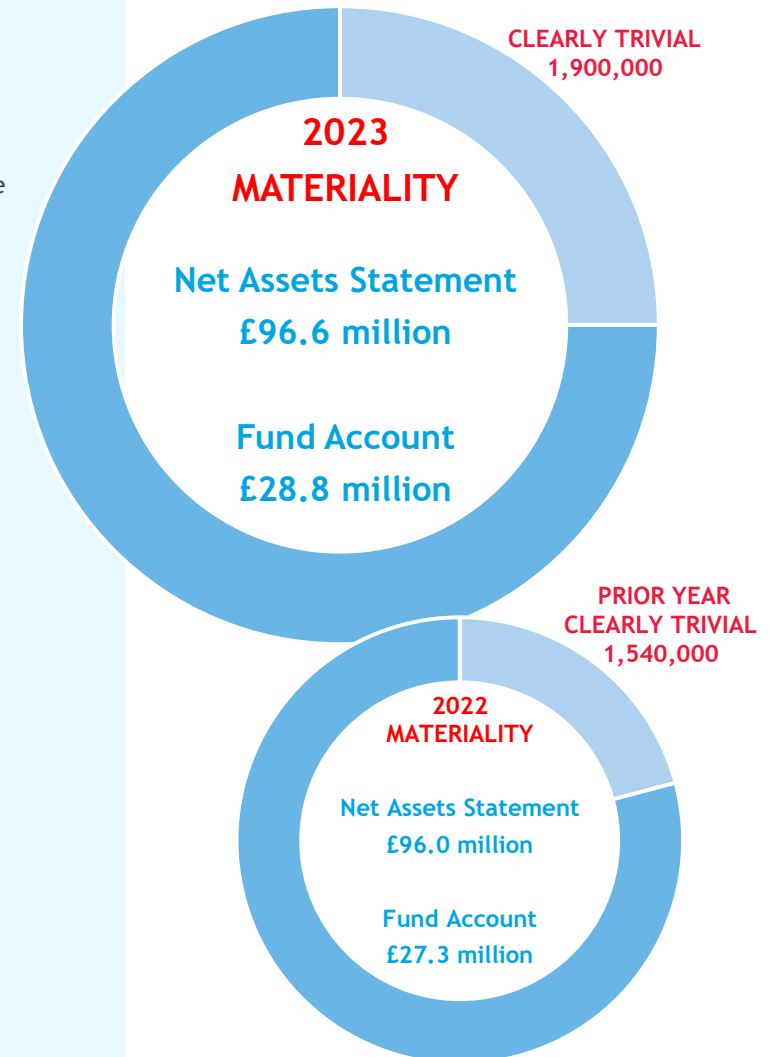 CLEARLY TRIVIAL
1,900,000
2023
MATERIALITY
e
Net Assets Statement
£96.6 million
Fund Account
£28.8 million
PRIOR YEAR
CLEARLY TRIVIAL
1,540,000
2022
MATERIALITY
Net Assets Statement
£96.0 million
Fund Account
£27.3 million